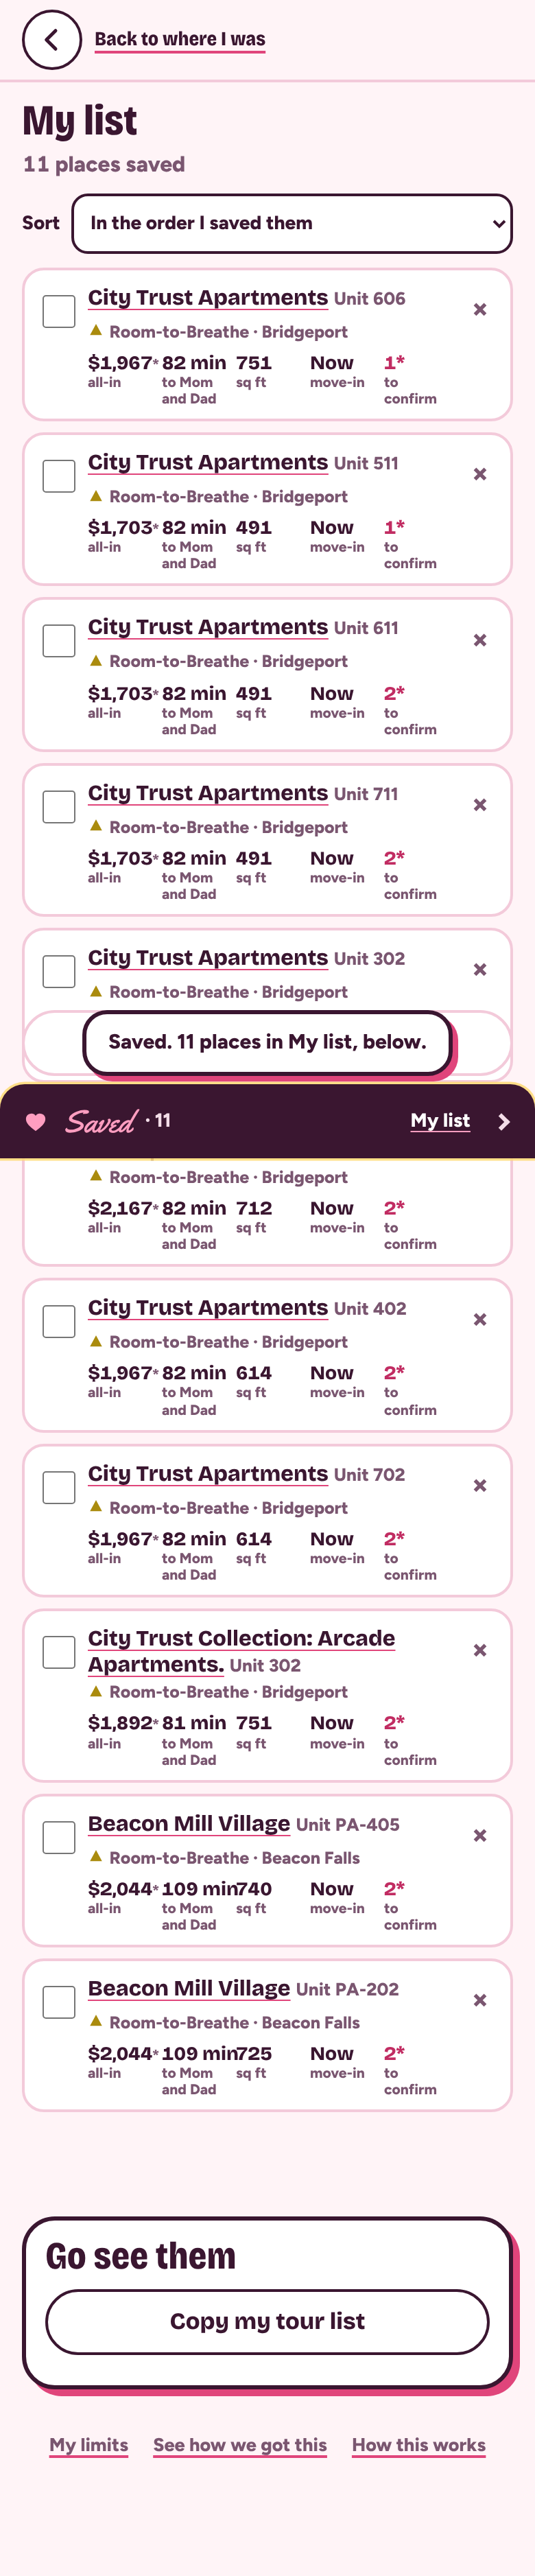 Back to where I was
My list
11 places saved
Sort In the order I saved them
City Trust Apartments Unit 606 ×
Room-to-Breathe · Bridgeport
$1,967* 82 min 751 Now 1*
all-in to Mom and Dad sq ft move-in to confirm
City Trust Apartments Unit 511 ×
Room-to-Breathe · Bridgeport
$1,703* 82 min 491 Now 1*
all-in to Mom and Dad sq ft move-in to confirm
City Trust Apartments Unit 611 ×
Room-to-Breathe · Bridgeport
$1,703* 82 min 491 Now 2*
all-in to Mom and Dad sq ft move-in to confirm
City Trust Apartments Unit 711 ×
Room-to-Breathe · Bridgeport
$1,703* 82 min 491 Now 2*
all-in to Mom and Dad sq ft move-in to confirm
City Trust Apartments Unit 302 ×
Room-to-Breathe · Bridgeport
Saved. 11 places in My list, below.
Saved · 11 My list
Room-to-Breathe · Bridgeport
$2,167* 82 min 712 Now 2*
all-in to Mom and Dad sq ft move-in to confirm
City Trust Apartments Unit 402 ×
Room-to-Breathe · Bridgeport
$1,967* 82 min 614 Now 2*
all-in to Mom and Dad sq ft move-in to confirm
City Trust Apartments Unit 702 ×
Room-to-Breathe · Bridgeport
$1,967* 82 min 614 Now 2*
all-in to Mom and Dad sq ft move-in to confirm
City Trust Collection: Arcade
Apartments. Unit 302 ×
Room-to-Breathe · Bridgeport
$1,892* 81 min 751 Now 2*
all-in to Mom and Dad sq ft move-in to confirm
Beacon Mill Village Unit PA-405 ×
Room-to-Breathe · Beacon Falls
$2,044* 109 min 740 Now 2*
all-in to Mom and Dad sq ft move-in to confirm
Beacon Mill Village Unit PA-202 ×
Room-to-Breathe · Beacon Falls
$2,044* 109 min 725 Now 2*
all-in to Mom and Dad sq ft move-in to confirm
Go see them
Copy my tour list
My limits See how we got this How this works